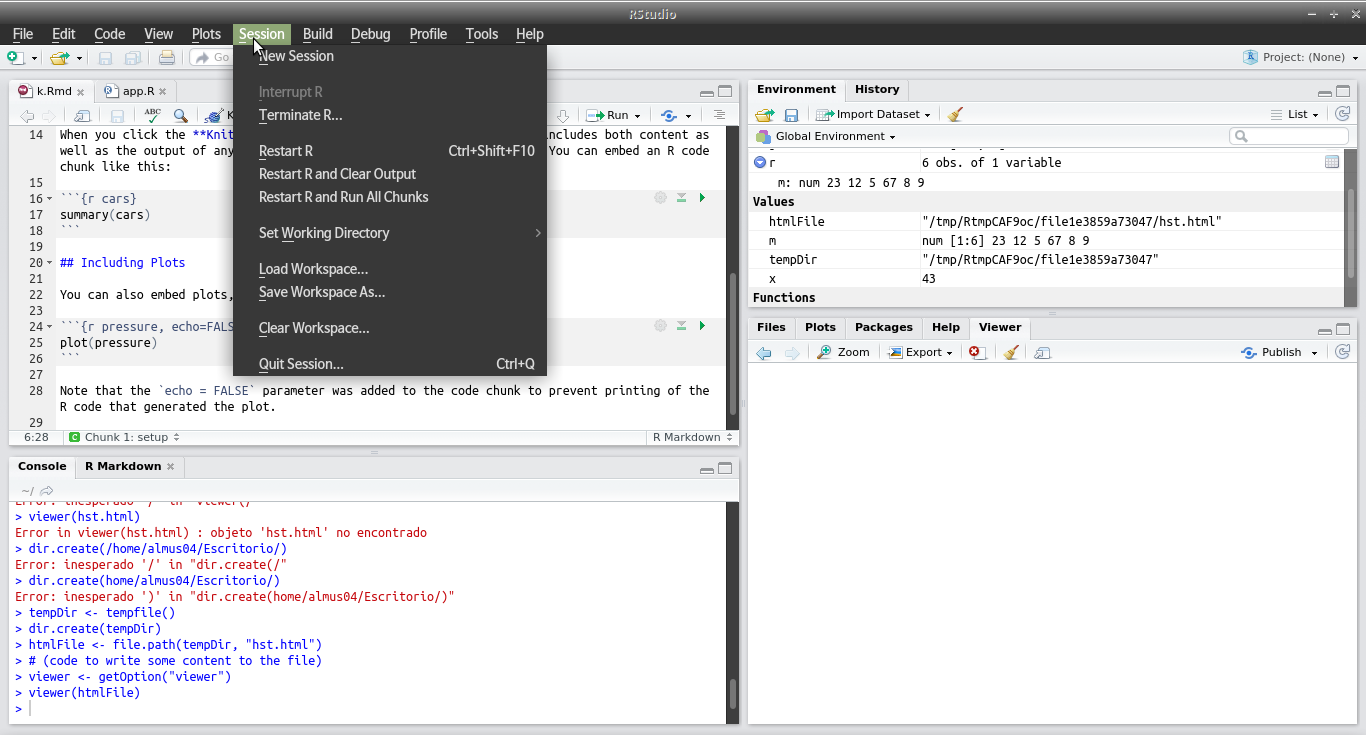 RStudio
File Edit Code View Plots Session Build Debug Profile Tools Help
Go
Project: (None)
New Session
Interrupt R
Terminate R...
Restart R Ctrl+Shift+F10
Restart R and Clear Output
Restart R and Run All Chunks
Set Working Directory
Load Workspace...
Save Workspace As...
Clear Workspace...
Quit Session... Ctrl+Q
k.Rmd app.R
ABC K Run
14 When you click the **Knit includes both content as
well as the output of any You can embed an R code
chunk like this:
15
16 ```{r cars}
17 summary(cars)
18 ```
19
20 ## Including Plots
21
22 You can also embed plots,
23
24 ```{r pressure, echo=FALS
25 plot(pressure)
26 ```
27
28 Note that the `echo = FALSE` parameter was added to the code chunk to prevent printing of the
R code that generated the plot.
29
6:28 C Chunk 1: setup R Markdown
Console R Markdown
~/
Error: inesperado '/' in "viewer(/"
> viewer(hst.html)
Error in viewer(hst.html) : objeto 'hst.html' no encontrado
> dir.create(/home/almus04/Escritorio/)
Error: inesperado '/' in "dir.create(/"
> dir.create(home/almus04/Escritorio/)
Error: inesperado ')' in "dir.create(home/almus04/Escritorio/)"
> tempDir <- tempfile()
> dir.create(tempDir)
> htmlFile <- file.path(tempDir, "hst.html")
> # (code to write some content to the file)
> viewer <- getOption("viewer")
> viewer(htmlFile)
>
Environment History
Import Dataset List
Global Environment
r 6 obs. of 1 variable
m: num 23 12 5 67 8 9
Values
htmlFile "/tmp/RtmpCAF9oc/file1e3859a73047/hst.html"
m num [1:6] 23 12 5 67 8 9
tempDir "/tmp/RtmpCAF9oc/file1e3859a73047"
x 43
Functions
Files Plots Packages Help Viewer
Zoom Export Publish